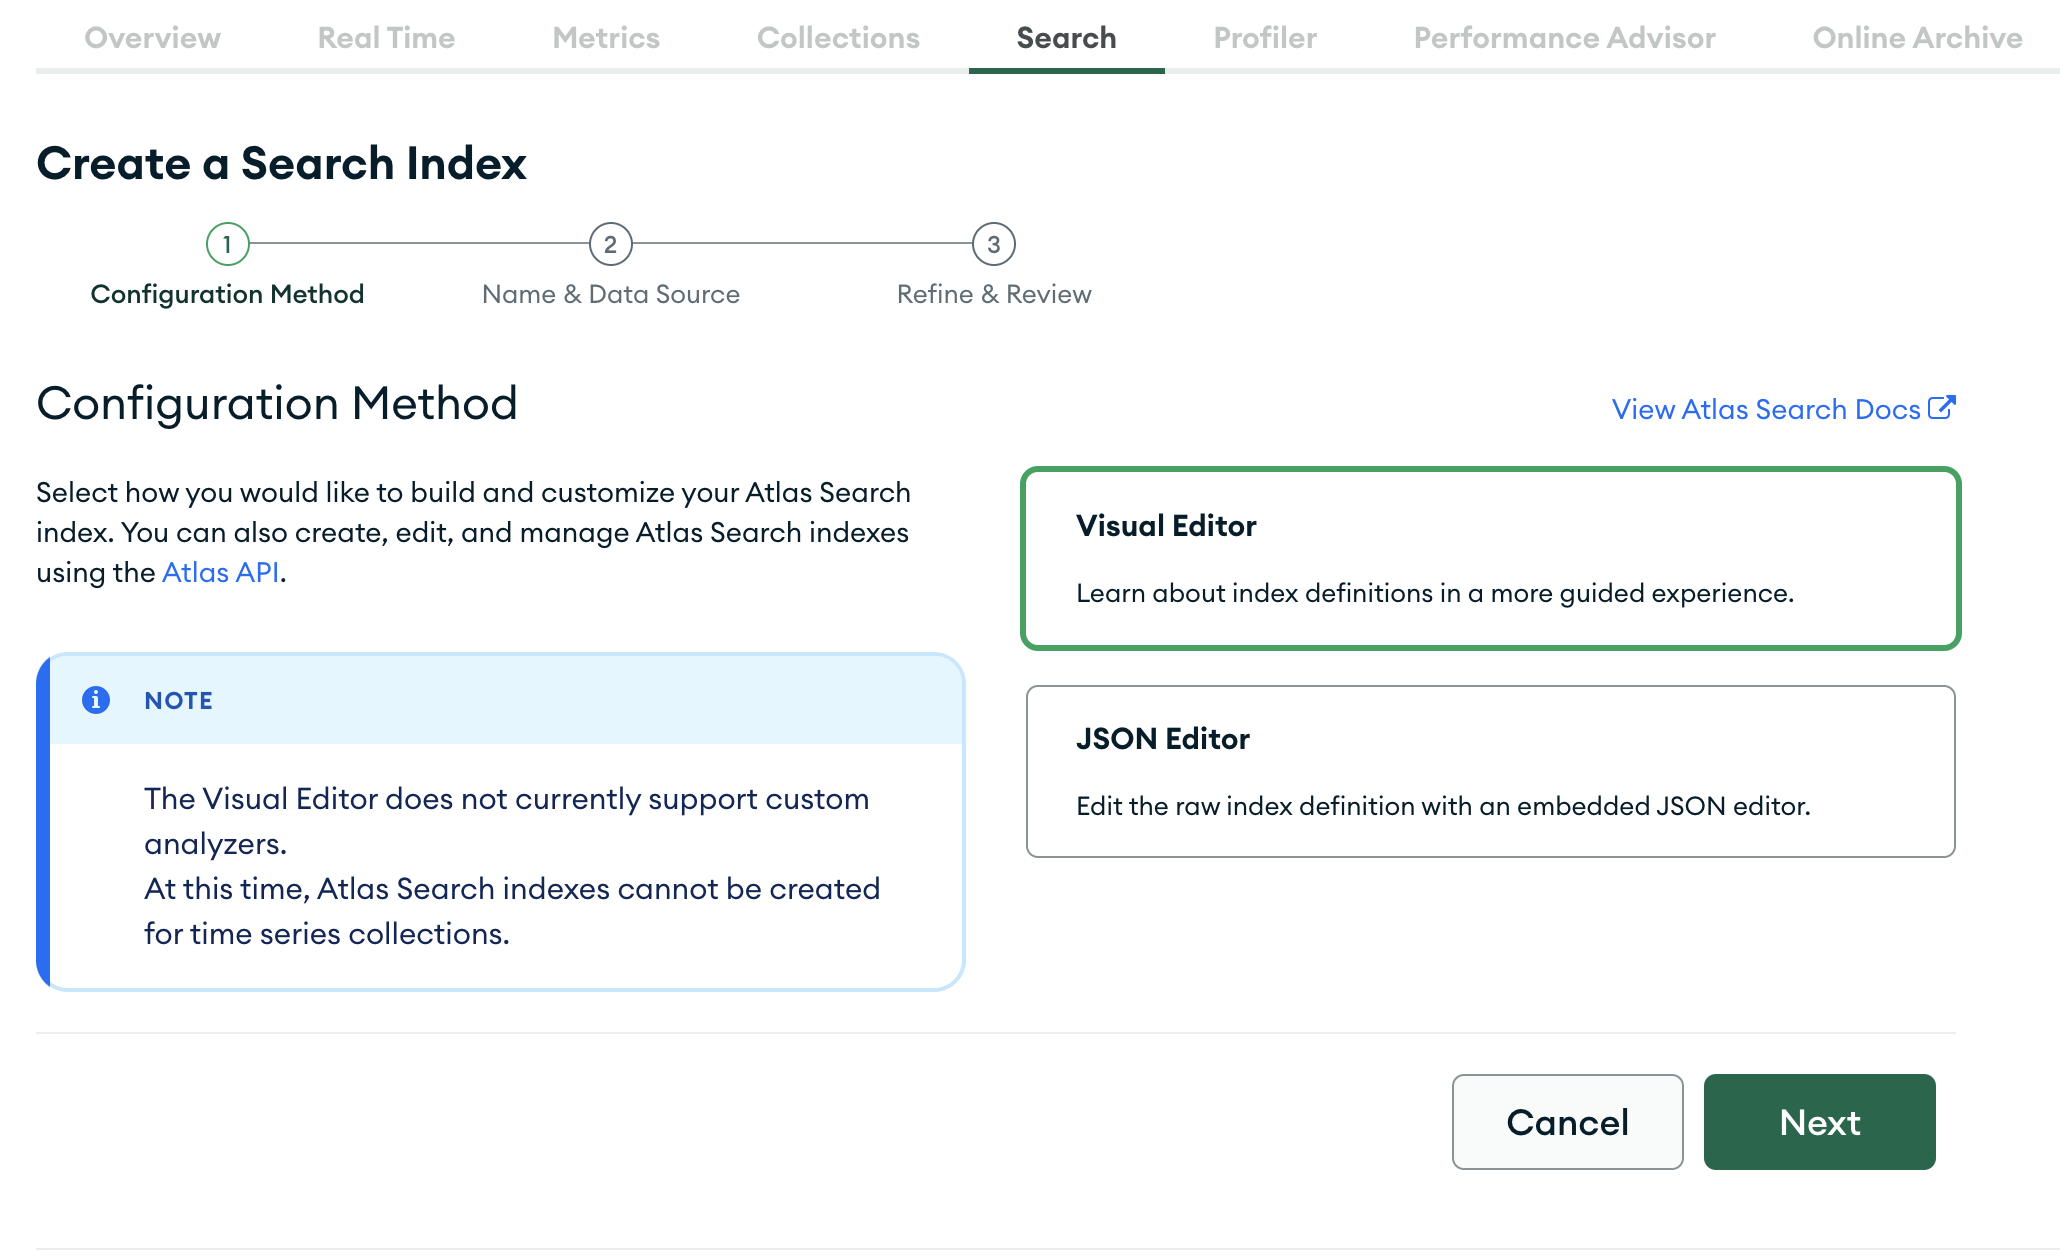 Overview Real Time Metrics Collections Search Profiler Performance Advisor Online Archive
Create a Search Index
1 2 3
Configuration Method Name & Data Source Refine & Review
Configuration Method
View Atlas Search Docs
Select how you would like to build and customize your Atlas Search
index. You can also create, edit, and manage Atlas Search indexes
using the Atlas API.
NOTE
The Visual Editor does not currently support custom
analyzers.
At this time, Atlas Search indexes cannot be created
for time series collections.
Visual Editor
Learn about index definitions in a more guided experience.
JSON Editor
Edit the raw index definition with an embedded JSON editor.
Cancel Next